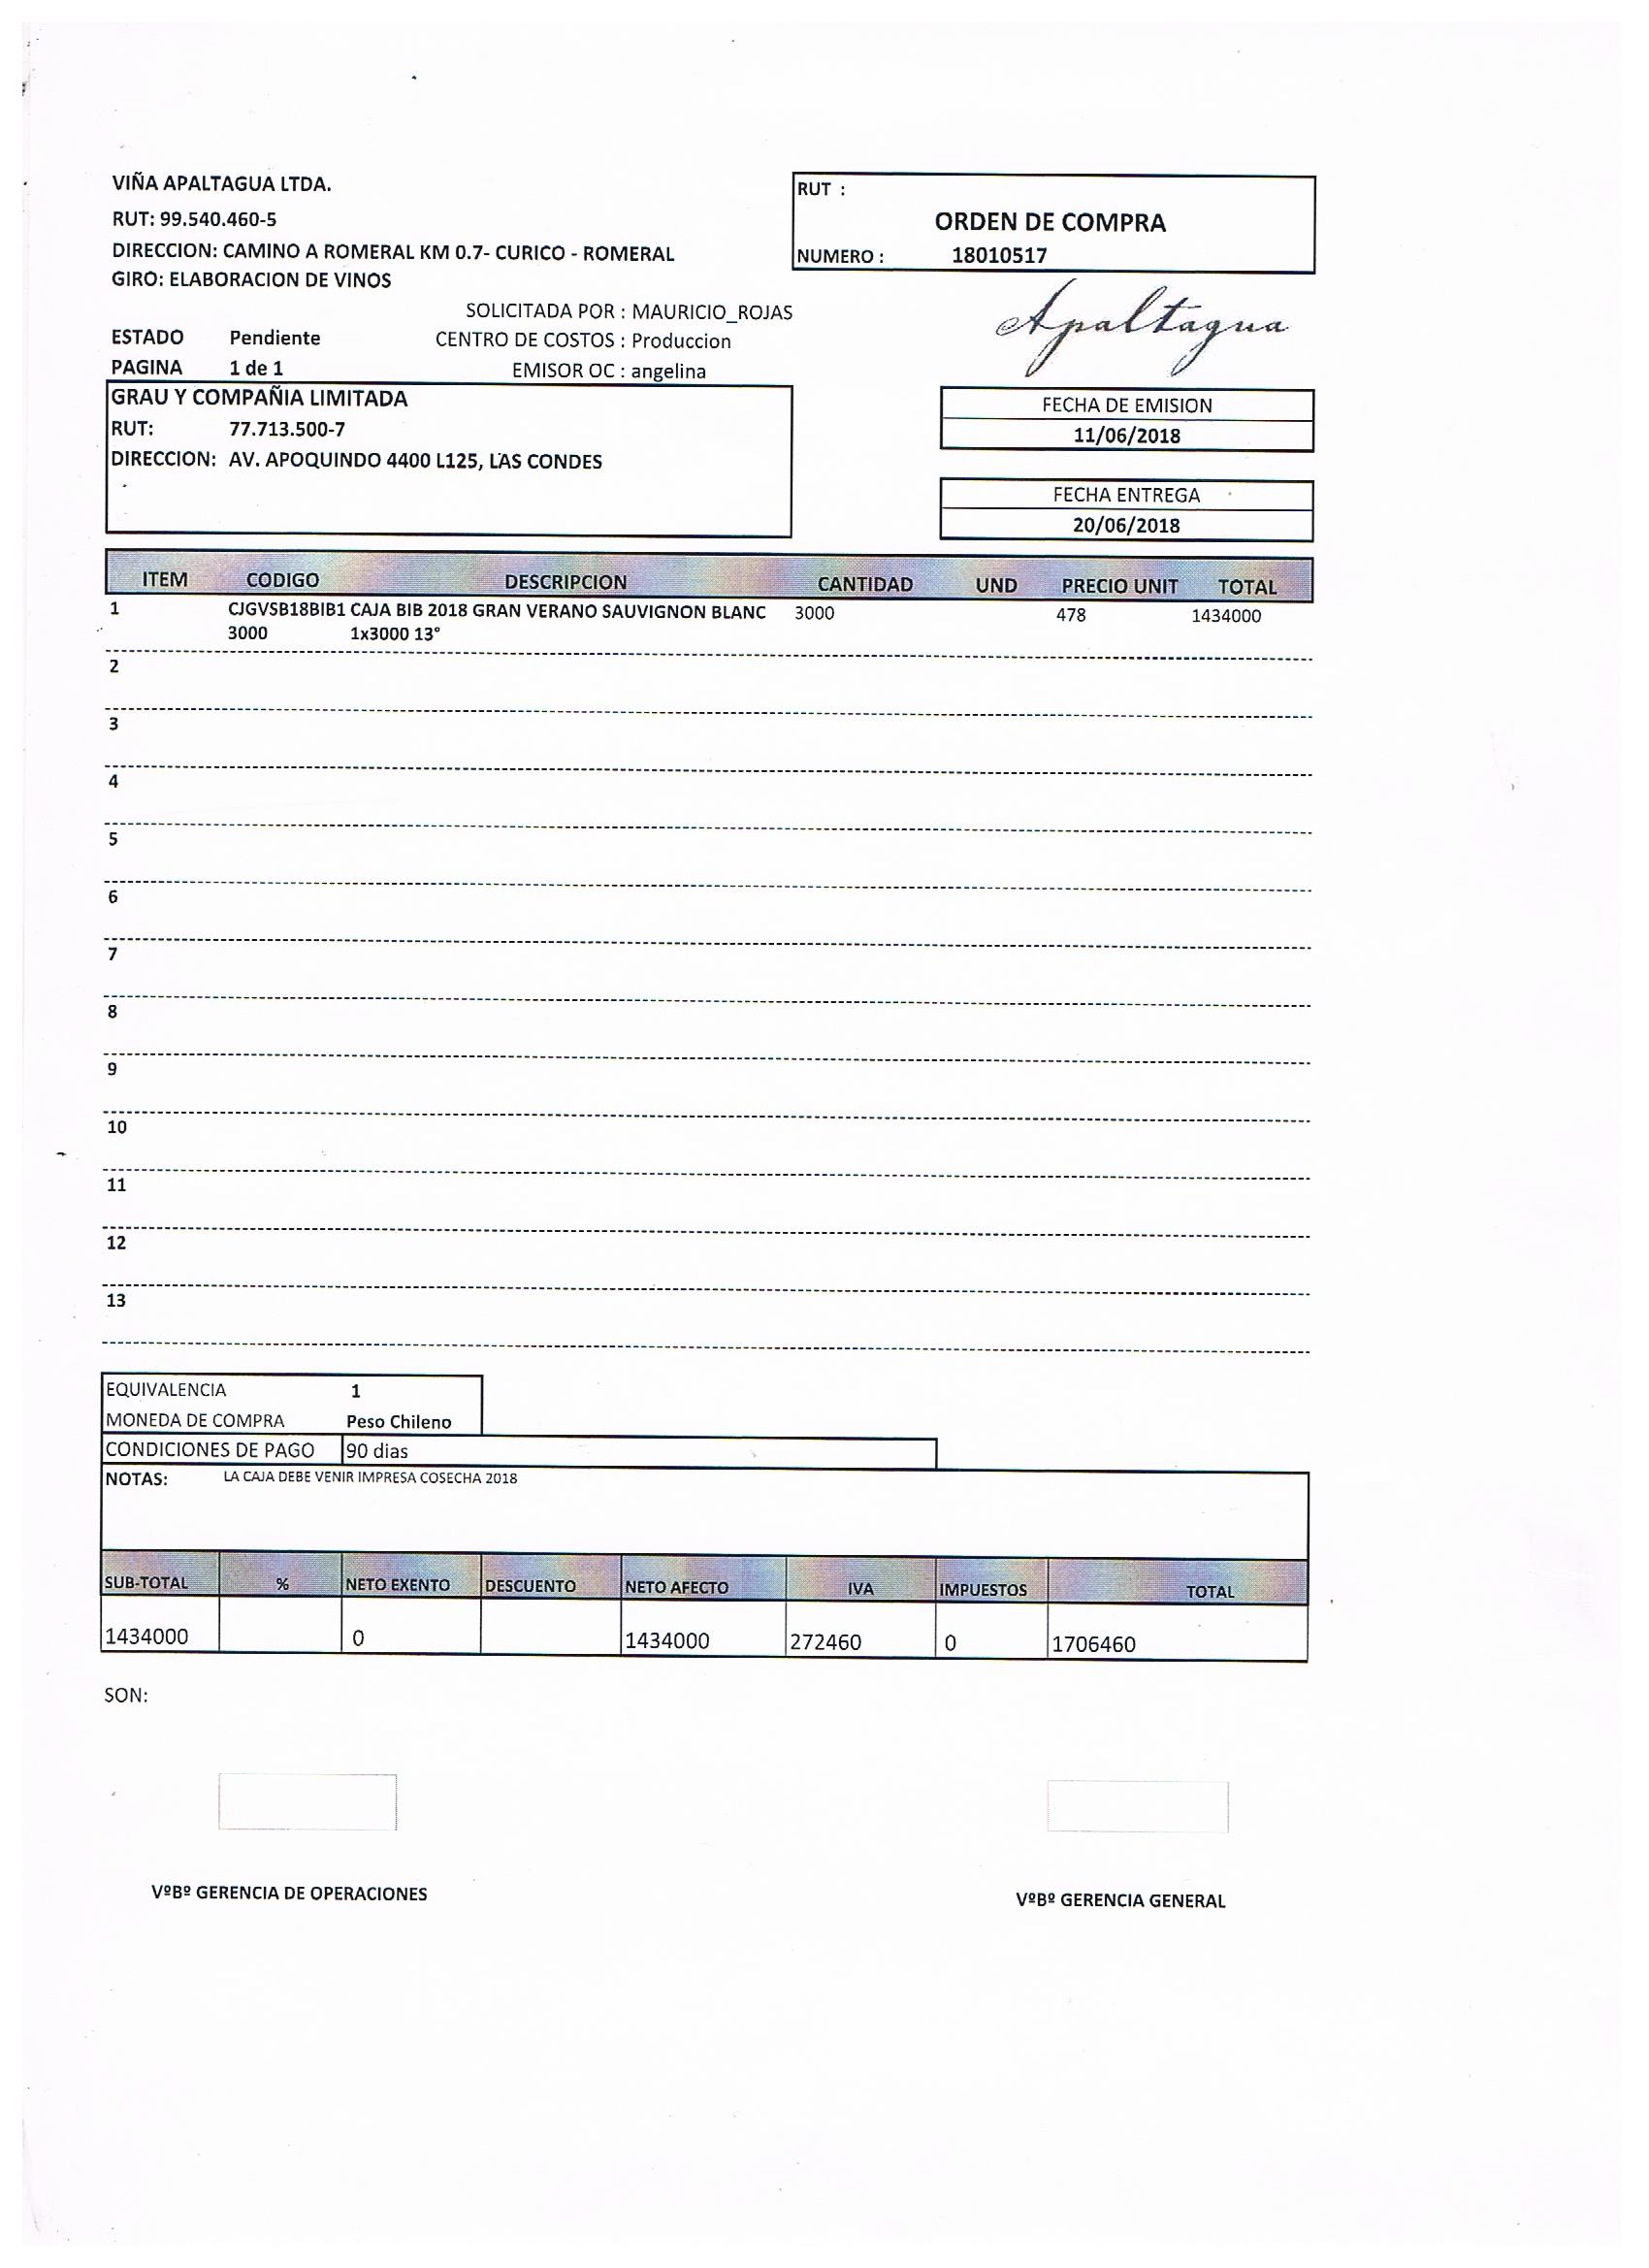 VIÑA APALTAGUA LTDA.
RUT: 99.540.460-5
DIRECCION: CAMINO A ROMERAL KM 0.7- CURICO - ROMERAL
GIRO: ELABORACION DE VINOS
RUT :
ORDEN DE COMPRA
NUMERO : 18010517
Apaltagua
SOLICITADA POR : MAURICIO_ROJAS
ESTADO Pendiente CENTRO DE COSTOS : Produccion
PAGINA 1 de 1 EMISOR OC : angelina
GRAU Y COMPAÑIA LIMITADA
RUT: 77.713.500-7
DIRECCION: AV. APOQUINDO 4400 L125, LAS CONDES
FECHA DE EMISION
11/06/2018
FECHA ENTREGA
20/06/2018
ITEM CODIGO DESCRIPCION CANTIDAD UND PRECIO UNIT TOTAL
1 CJGVSB18BIB1 CAJA BIB 2018 GRAN VERANO SAUVIGNON BLANC 3000 478 1434000
3000 1x3000 13°
2
3
4
5
6
7
8
9
10
11
12
13
EQUIVALENCIA 1
MONEDA DE COMPRA Peso Chileno
CONDICIONES DE PAGO 90 dias
NOTAS: LA CAJA DEBE VENIR IMPRESA COSECHA 2018
SUB-TOTAL % NETO EXENTO DESCUENTO NETO AFECTO IVA IMPUESTOS TOTAL
1434000 0 1434000 272460 0 1706460
SON:
VºBº GERENCIA DE OPERACIONES VºBº GERENCIA GENERAL